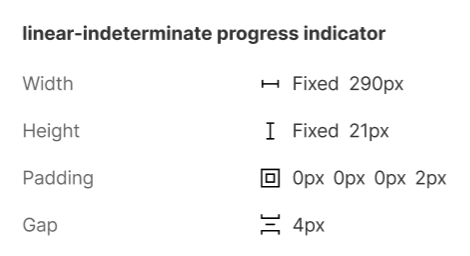 linear-indeterminate progress indicator
Width Fixed 290px
Height Fixed 21px
Padding 0px 0px 0px 2px
Gap 4px